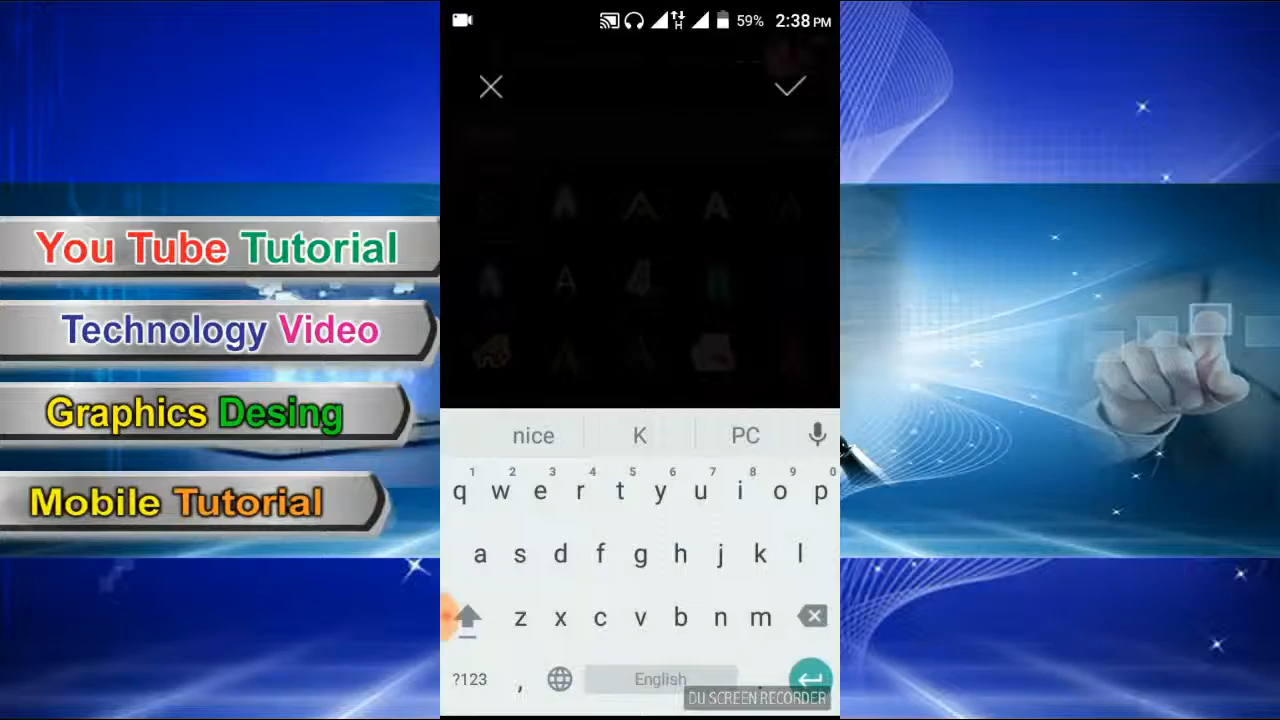 59% 2:38 PM
You Tube Tutorial
Technology Video
Graphics Desing
Mobile Tutorial
nice K PC
1 2 3 4 5 6 7 8 9 0
q w e r t y u i o p
a s d f g h j k l
z x c v b n m
?123 , English .
DU SCREEN RECORDER